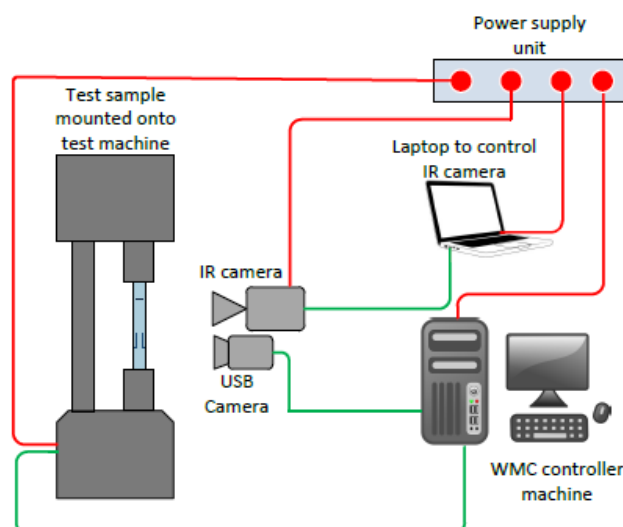 Power supply
unit
Test sample
mounted onto
test machine
Laptop to control
IR camera
IR camera
USB
Camera
WMC controller
machine